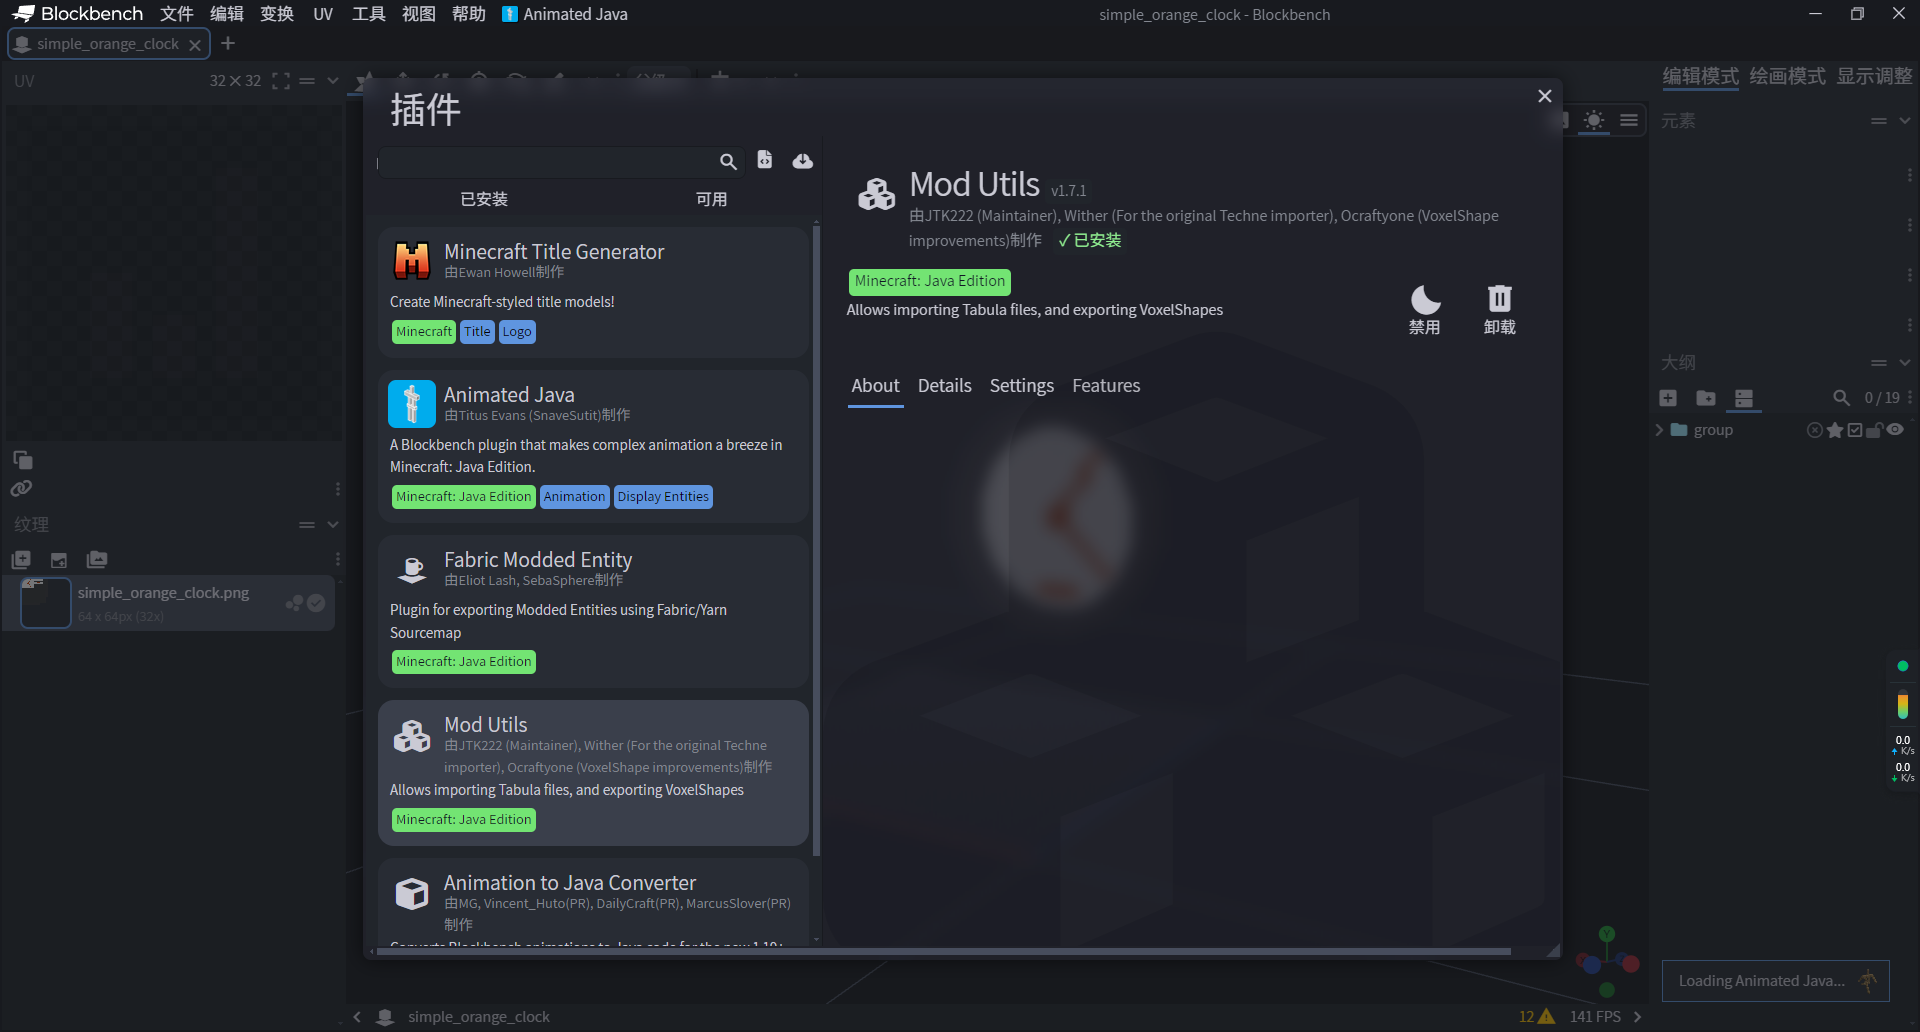 Blockbench 文件 编辑 变换 UV 工具 视图 帮助 Animated Java
simple_orange_clock - Blockbench
simple_orange_clock
UV
32 × 32
编辑模式 绘画模式 显示调整
元素
大纲
0 / 19
group
纹理
simple_orange_clock.png
64 x 64px (32x)
插件
已安装
可用
Minecraft Title Generator
由Ewan Howell制作
Create Minecraft-styled title models!
Minecraft Title Logo
Animated Java
由Titus Evans (SnaveSutit)制作
A Blockbench plugin that makes complex animation a breeze in
Minecraft: Java Edition.
Minecraft: Java Edition Animation Display Entities
Fabric Modded Entity
由Eliot Lash, SebaSphere制作
Plugin for exporting Modded Entities using Fabric/Yarn
Sourcemap
Minecraft: Java Edition
Mod Utils
由JTK222 (Maintainer), Wither (For the original Techne
importer), Ocraftyone (VoxelShape improvements)制作
Allows importing Tabula files, and exporting VoxelShapes
Minecraft: Java Edition
Animation to Java Converter
由MG, Vincent_Huto(PR), DailyCraft(PR), MarcusSlover(PR)
制作
Mod Utils v1.7.1
由JTK222 (Maintainer), Wither (For the original Techne importer), Ocraftyone (VoxelShape
improvements)制作 ✓已安装
Minecraft: Java Edition
Allows importing Tabula files, and exporting VoxelShapes
禁用
卸载
About Details Settings Features
0.0
K/s
0.0
K/s
Y
Loading Animated Java...
simple_orange_clock
12
141 FPS